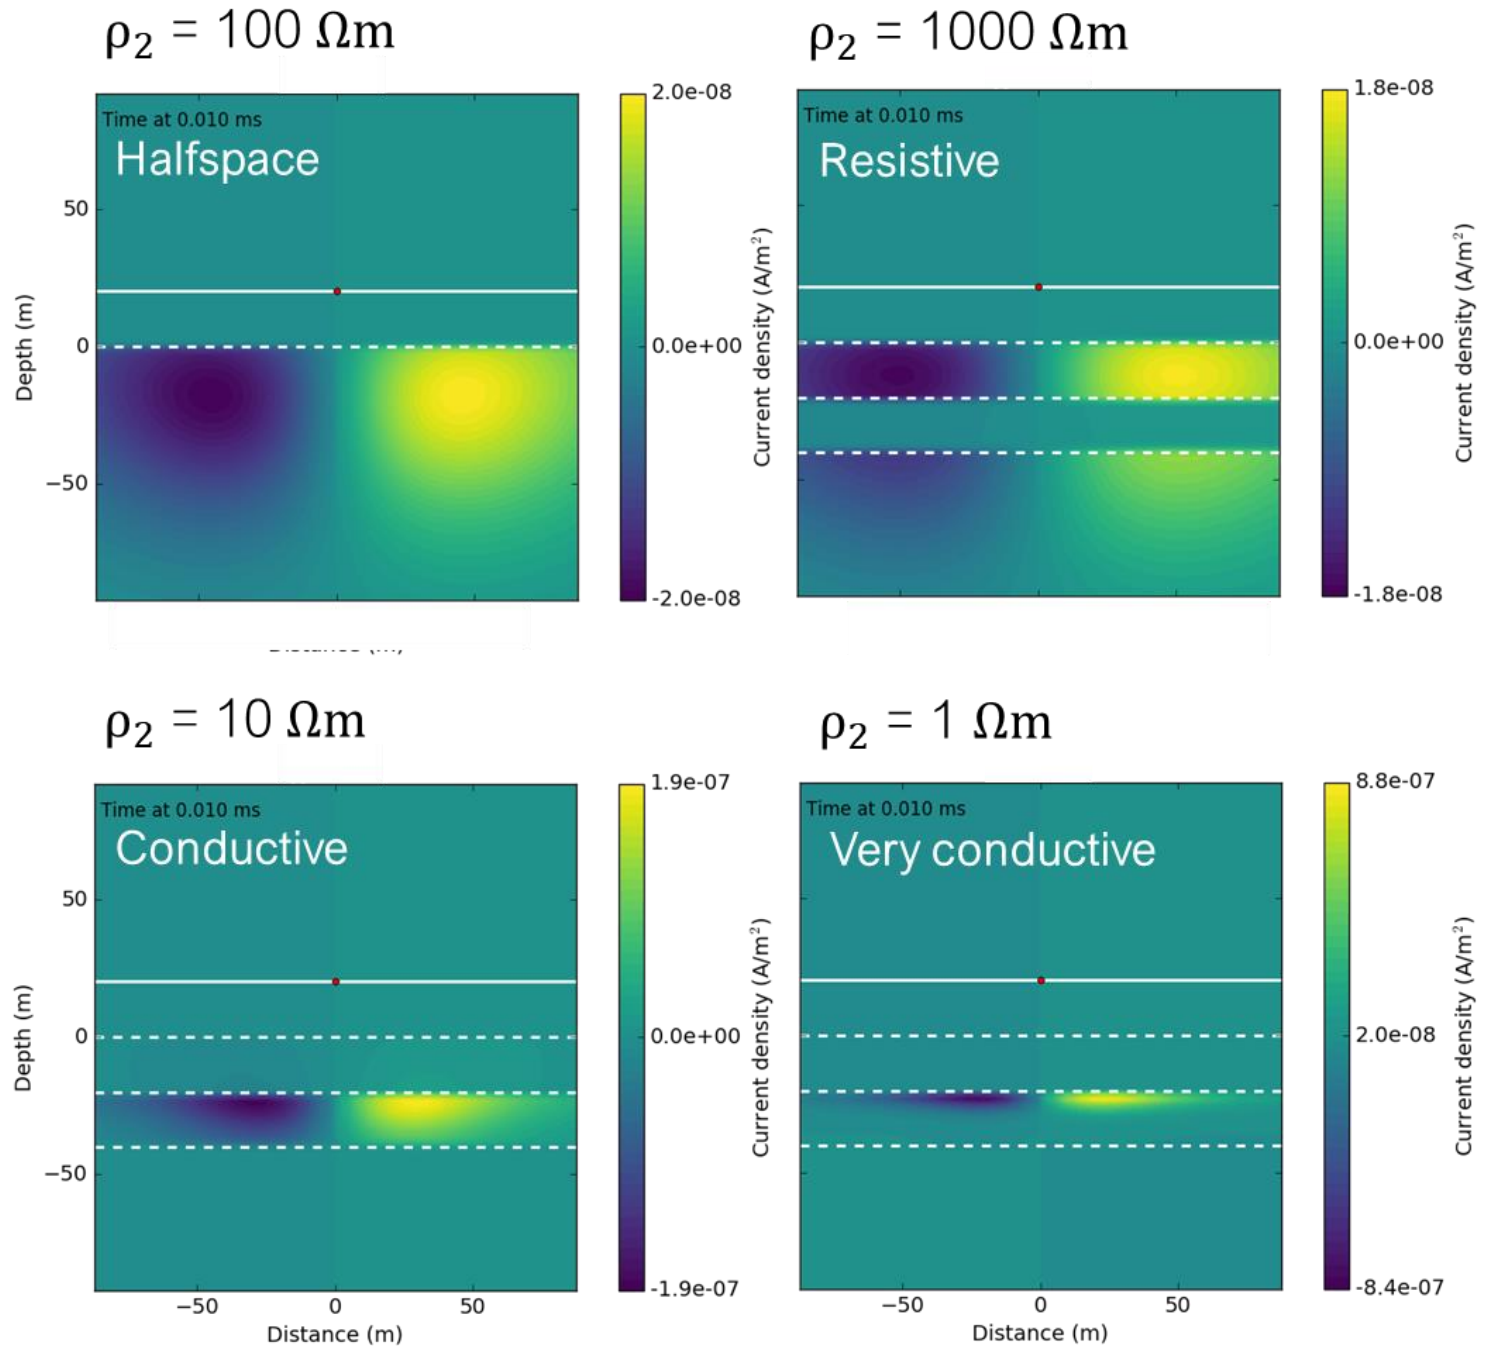 ρ₂ = 100 Ωm
Time at 0.010 ms
Halfspace
50
0
−50
Depth (m)
2.0e-08
0.0e+00
-2.0e-08
Current density (A/m²)
Distance (m)
ρ₂ = 1000 Ωm
Time at 0.010 ms
Resistive
1.8e-08
0.0e+00
-1.8e-08
Current density (A/m²)
ρ₂ = 10 Ωm
Time at 0.010 ms
Conductive
50
0
−50
Depth (m)
−50 0 50
Distance (m)
1.9e-07
0.0e+00
-1.9e-07
Current density (A/m²)
ρ₂ = 1 Ωm
Time at 0.010 ms
Very conductive
−50 0 50
Distance (m)
8.8e-07
2.0e-08
-8.4e-07
Current density (A/m²)